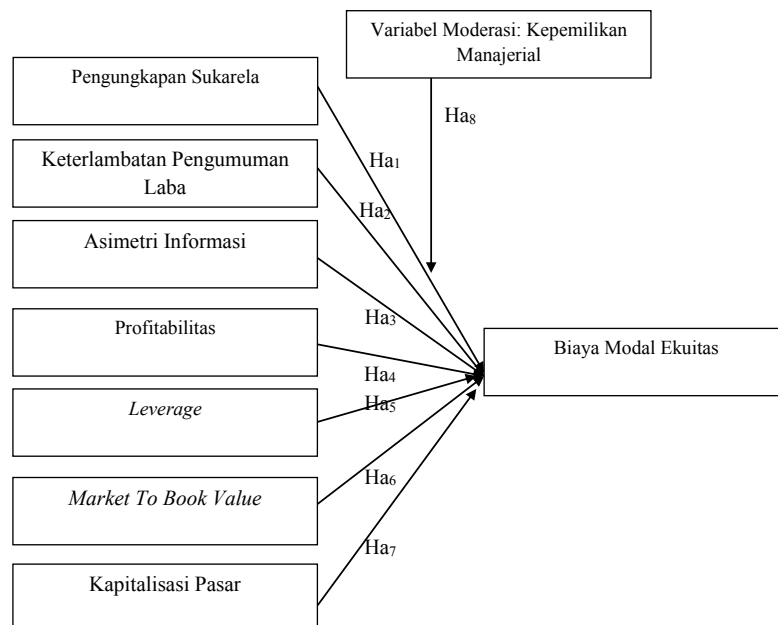 Variabel Moderasi: Kepemilikan
Manajerial
Pengungkapan Sukarela
Ha8
Keterlambatan Pengumuman
Laba
Ha1
Ha2
Asimetri Informasi
Profitabilitas
Ha3
Biaya Modal Ekuitas
Ha4
Leverage
Ha5
Market To Book Value
Ha6
Ha7
Kapitalisasi Pasar